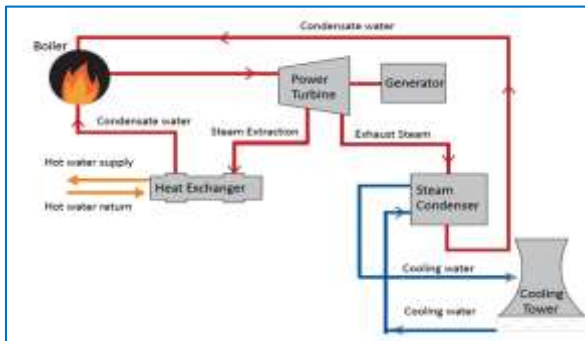 Condensate water
Boiler
Power
Turbine
Generator
Condensate water
Steam Extraction
Exhaust Steam
Hot water supply
Heat Exchanger
Hot water return
Steam
Condenser
Cooling water
Cooling
Tower
Cooling water